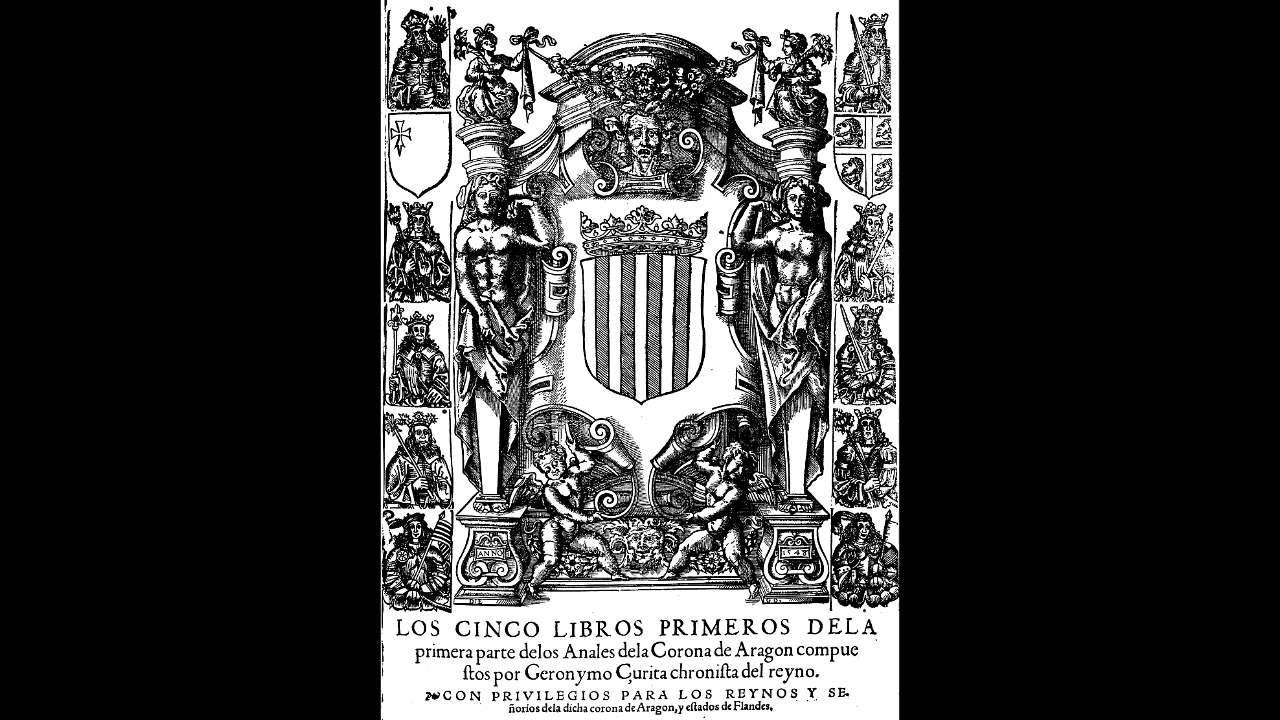 ANNO
1548
LOS CINCO LIBROS PRIMEROS DELA
primera parte delos Anales dela Corona de Aragon compue
ſtos por Geronymo Çurita chroniſta del reyno.
CON PRIVILEGIOS PARA LOS REYNOS Y SE-
ñorios dela dicha corona de Aragon, y eſtados de Flandes.